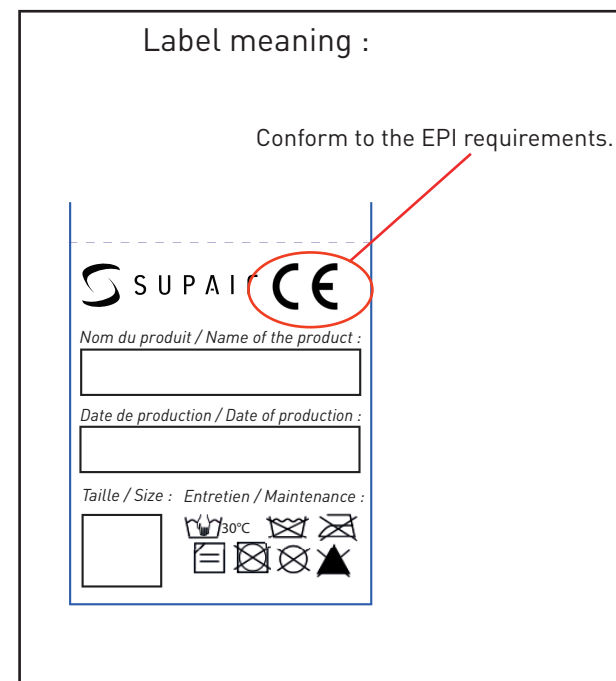 Label meaning :
Conform to the EPI requirements.
SUPAIR CE
Nom du produit / Name of the product :
Date de production / Date of production :
Taille / Size : Entretien / Maintenance :
30°C